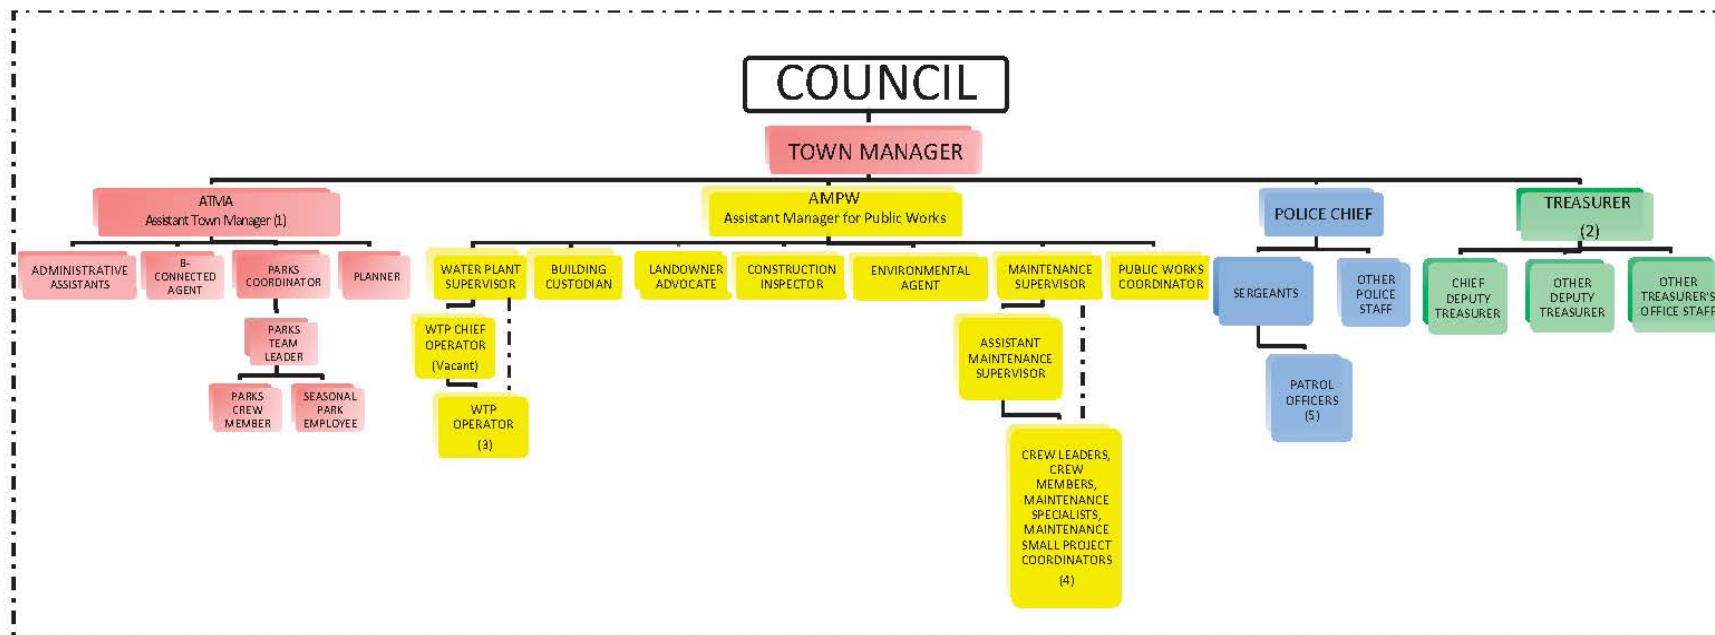 COUNCIL
TOWN MANAGER
ATMA
Assistant Town Manager (1)
AMPW
Assistant Manager for Public Works
POLICE CHIEF
TREASURER
(2)
ADMINISTRATIVE
ASSISTANTS
B-
CONNECTED
AGENT
PARKS
COORDINATOR
PLANNER
WATER PLANT
SUPERVISOR
BUILDING
CUSTODIAN
LANDOWNER
ADVOCATE
CONSTRUCTION
INSPECTOR
ENVIRONMENTAL
AGENT
MAINTENANCE
SUPERVISOR
PUBLIC WORKS
COORDINATOR
SERGEANTS
OTHER
POLICE
STAFF
CHIEF
DEPUTY
TREASURER
OTHER
DEPUTY
TREASURER
OTHER
TREASURER'S
OFFICE STAFF
PARKS
TEAM
LEADER
WTP CHIEF
OPERATOR
(Vacant)
ASSISTANT
MAINTENANCE
SUPERVISOR
PARKS
CREW
MEMBER
SEASONAL
PARK
EMPLOYEE
WTP
OPERATOR
(3)
PATROL
OFFICERS
(5)
CREW LEADERS,
CREW
MEMBERS,
MAINTENANCE
SPECIALISTS,
MAINTENANCE
SMALL PROJECT
COORDINATORS
(4)